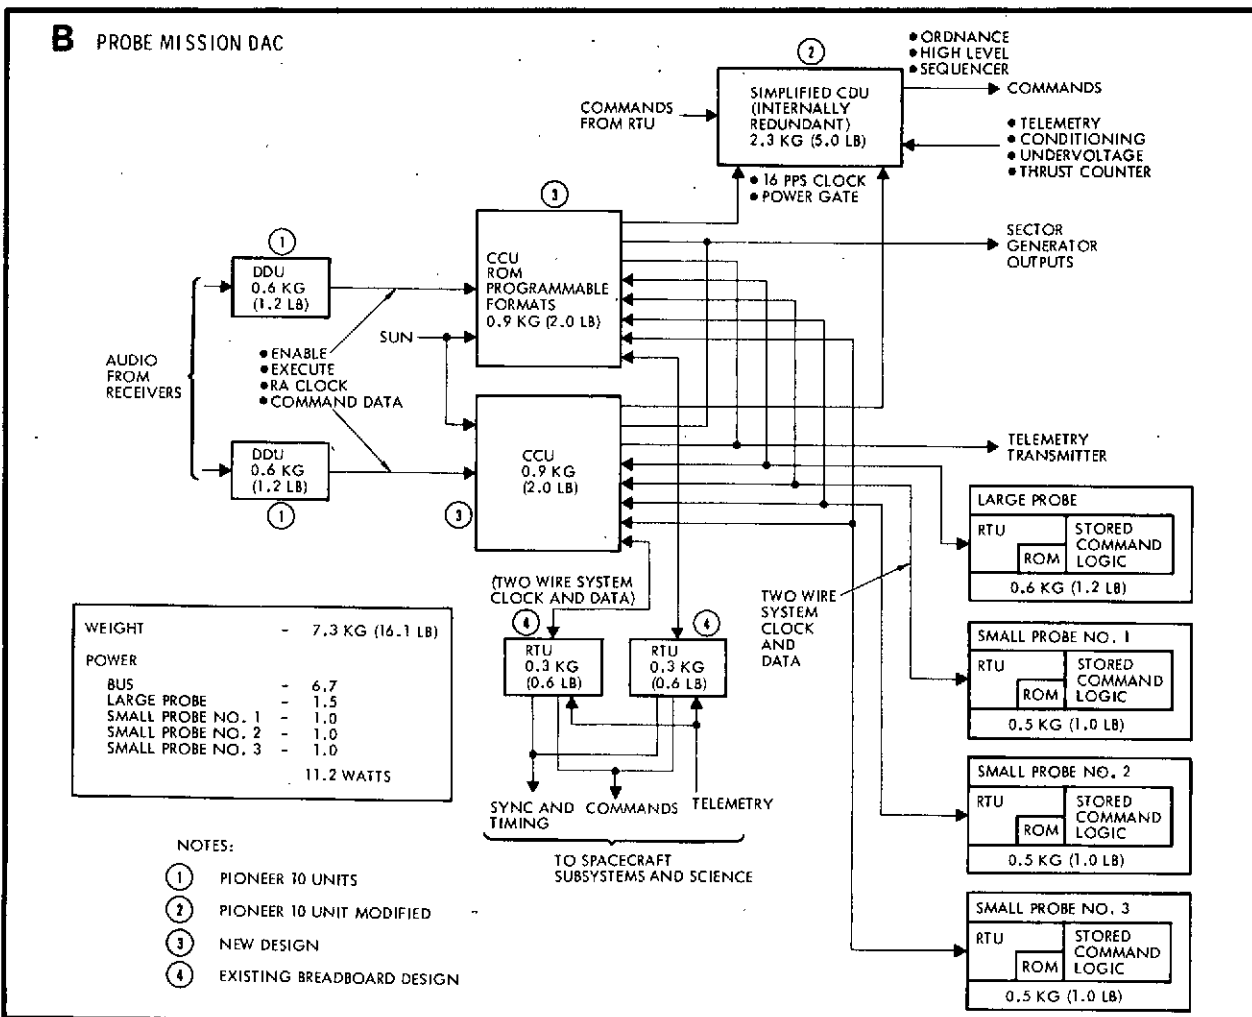 B PROBE MISSION DAC
②
SIMPLIFIED CDU
(INTERNALLY
REDUNDANT)
2.3 KG (5.0 LB)
COMMANDS
FROM RTU
● ORDNANCE
● HIGH LEVEL
● SEQUENCER
COMMANDS
● TELEMETRY
● CONDITIONING
● UNDERVOLTAGE
● THRUST COUNTER
● 16 PPS CLOCK
● POWER GATE
③
CCU
ROM
PROGRAMMABLE
FORMATS
0.9 KG (2.0 LB)
SECTOR
GENERATOR
OUTPUTS
①
DDU
0.6 KG
(1.2 LB)
SUN
AUDIO
FROM
RECEIVERS
● ENABLE
● EXECUTE
● RA CLOCK
● COMMAND DATA
DDU
0.6 KG
(1.2 LB)
①
CCU
0.9 KG
(2.0 LB)
③
TELEMETRY
TRANSMITTER
(TWO WIRE SYSTEM
CLOCK AND DATA)
④
RTU
0.3 KG
(0.6 LB)
④
RTU
0.3 KG
(0.6 LB)
TWO WIRE
SYSTEM
CLOCK
AND
DATA
LARGE PROBE
RTU
ROM
STORED
COMMAND
LOGIC
0.6 KG (1.2 LB)
SMALL PROBE NO. 1
RTU
ROM
STORED
COMMAND
LOGIC
0.5 KG (1.0 LB)
SMALL PROBE NO. 2
RTU
ROM
STORED
COMMAND
LOGIC
0.5 KG (1.0 LB)
SMALL PROBE NO. 3
RTU
ROM
STORED
COMMAND
LOGIC
0.5 KG (1.0 LB)
SYNC AND
TIMING
COMMANDS
TELEMETRY
TO SPACECRAFT
SUBSYSTEMS AND SCIENCE
WEIGHT - 7.3 KG (16.1 LB)
POWER
BUS - 6.7
LARGE PROBE - 1.5
SMALL PROBE NO. 1 - 1.0
SMALL PROBE NO. 2 - 1.0
SMALL PROBE NO. 3 - 1.0
11.2 WATTS
NOTES:
① PIONEER 10 UNITS
② PIONEER 10 UNIT MODIFIED
③ NEW DESIGN
④ EXISTING BREADBOARD DESIGN